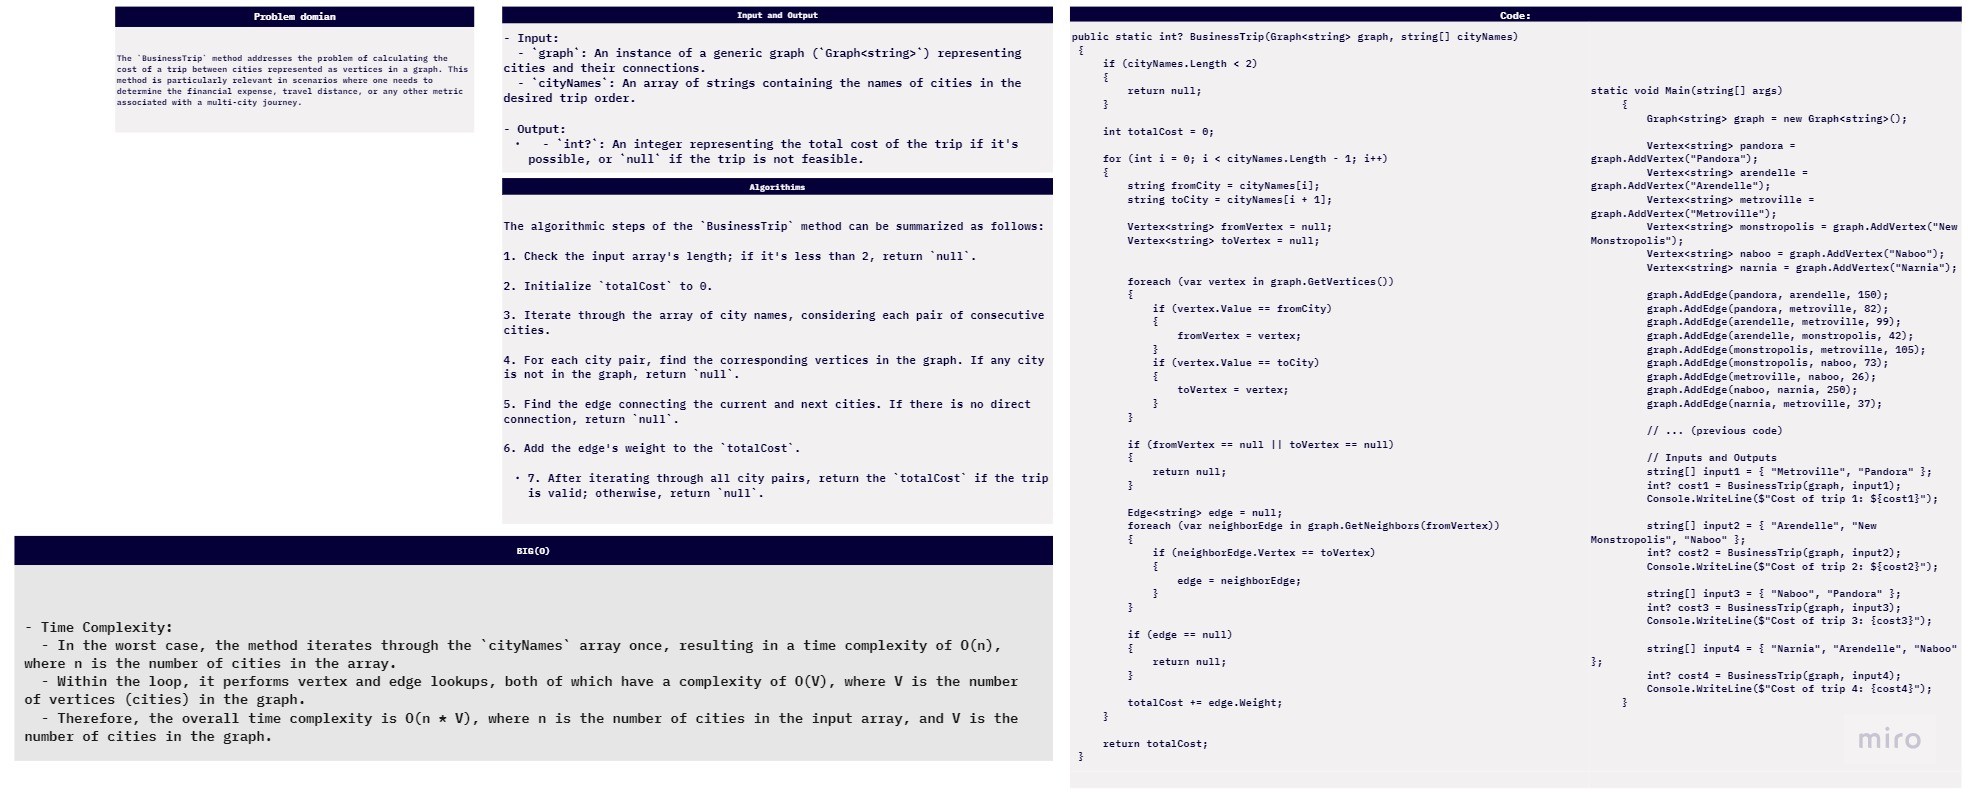 Problem domian
The `BusinessTrip` method addresses the problem of calculating the
cost of a trip between cities represented as vertices in a graph. This
method is particularly relevant in scenarios where one needs to
determine the financial expense, travel distance, or any other metric
associated with a multi-city journey.
Input and Output
- Input:
- `graph`: An instance of a generic graph (`Graph<string>`) representing
cities and their connections.
- `cityNames`: An array of strings containing the names of cities in the
desired trip order.
- Output:
· - `int?`: An integer representing the total cost of the trip if it's
possible, or `null` if the trip is not feasible.
Algorithims
The algorithmic steps of the `BusinessTrip` method can be summarized as follows:
1. Check the input array's length; if it's less than 2, return `null`.
2. Initialize `totalCost` to 0.
3. Iterate through the array of city names, considering each pair of consecutive
cities.
4. For each city pair, find the corresponding vertices in the graph. If any city
is not in the graph, return `null`.
5. Find the edge connecting the current and next cities. If there is no direct
connection, return `null`.
6. Add the edge's weight to the `totalCost`.
· 7. After iterating through all city pairs, return the `totalCost` if the trip
is valid; otherwise, return `null`.
BIG(O)
- Time Complexity:
- In the worst case, the method iterates through the `cityNames` array once, resulting in a time complexity of O(n),
where n is the number of cities in the array.
- Within the loop, it performs vertex and edge lookups, both of which have a complexity of O(V), where V is the number
of vertices (cities) in the graph.
- Therefore, the overall time complexity is O(n * V), where n is the number of cities in the input array, and V is the
number of cities in the graph.
Code:
public static int? BusinessTrip(Graph<string> graph, string[] cityNames)
{
if (cityNames.Length < 2)
{
return null;
}
int totalCost = 0;
for (int i = 0; i < cityNames.Length - 1; i++)
{
string fromCity = cityNames[i];
string toCity = cityNames[i + 1];
Vertex<string> fromVertex = null;
Vertex<string> toVertex = null;
foreach (var vertex in graph.GetVertices())
{
if (vertex.Value == fromCity)
{
fromVertex = vertex;
}
if (vertex.Value == toCity)
{
toVertex = vertex;
}
}
if (fromVertex == null || toVertex == null)
{
return null;
}
Edge<string> edge = null;
foreach (var neighborEdge in graph.GetNeighbors(fromVertex))
{
if (neighborEdge.Vertex == toVertex)
{
edge = neighborEdge;
}
}
if (edge == null)
{
return null;
}
totalCost += edge.Weight;
}
return totalCost;
}
static void Main(string[] args)
{
Graph<string> graph = new Graph<string>();
Vertex<string> pandora =
graph.AddVertex("Pandora");
Vertex<string> arendelle =
graph.AddVertex("Arendelle");
Vertex<string> metroville =
graph.AddVertex("Metroville");
Vertex<string> monstropolis = graph.AddVertex("New
Monstropolis");
Vertex<string> naboo = graph.AddVertex("Naboo");
Vertex<string> narnia = graph.AddVertex("Narnia");
graph.AddEdge(pandora, arendelle, 150);
graph.AddEdge(pandora, metroville, 82);
graph.AddEdge(arendelle, metroville, 99);
graph.AddEdge(arendelle, monstropolis, 42);
graph.AddEdge(monstropolis, metroville, 105);
graph.AddEdge(monstropolis, naboo, 73);
graph.AddEdge(metroville, naboo, 26);
graph.AddEdge(naboo, narnia, 250);
graph.AddEdge(narnia, metroville, 37);
// ... (previous code)
// Inputs and Outputs
string[] input1 = { "Metroville", "Pandora" };
int? cost1 = BusinessTrip(graph, input1);
Console.WriteLine($"Cost of trip 1: ${cost1}");
string[] input2 = { "Arendelle", "New
Monstropolis", "Naboo" };
int? cost2 = BusinessTrip(graph, input2);
Console.WriteLine($"Cost of trip 2: ${cost2}");
string[] input3 = { "Naboo", "Pandora" };
int? cost3 = BusinessTrip(graph, input3);
Console.WriteLine($"Cost of trip 3: {cost3}");
string[] input4 = { "Narnia", "Arendelle", "Naboo"
};
int? cost4 = BusinessTrip(graph, input4);
Console.WriteLine($"Cost of trip 4: {cost4}");
}
miro